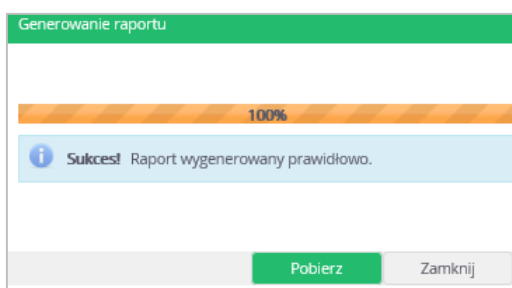 Generowanie raportu
100%
Sukces! Raport wygenerowany prawidłowo.
Pobierz Zamknij